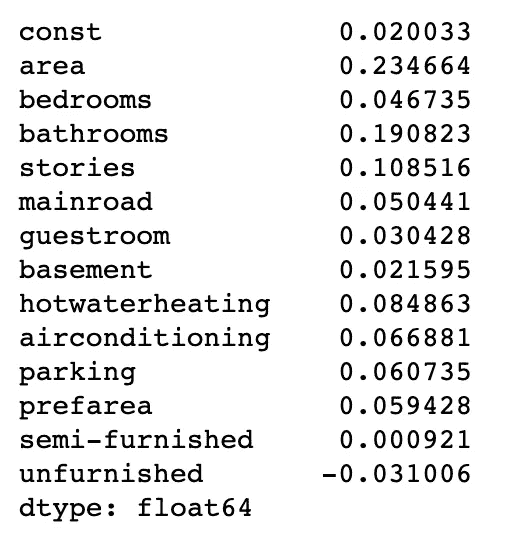 const 0.020033
area 0.234664
bedrooms 0.046735
bathrooms 0.190823
stories 0.108516
mainroad 0.050441
guestroom 0.030428
basement 0.021595
hotwaterheating 0.084863
airconditioning 0.066881
parking 0.060735
prefarea 0.059428
semi-furnished 0.000921
unfurnished -0.031006
dtype: float64